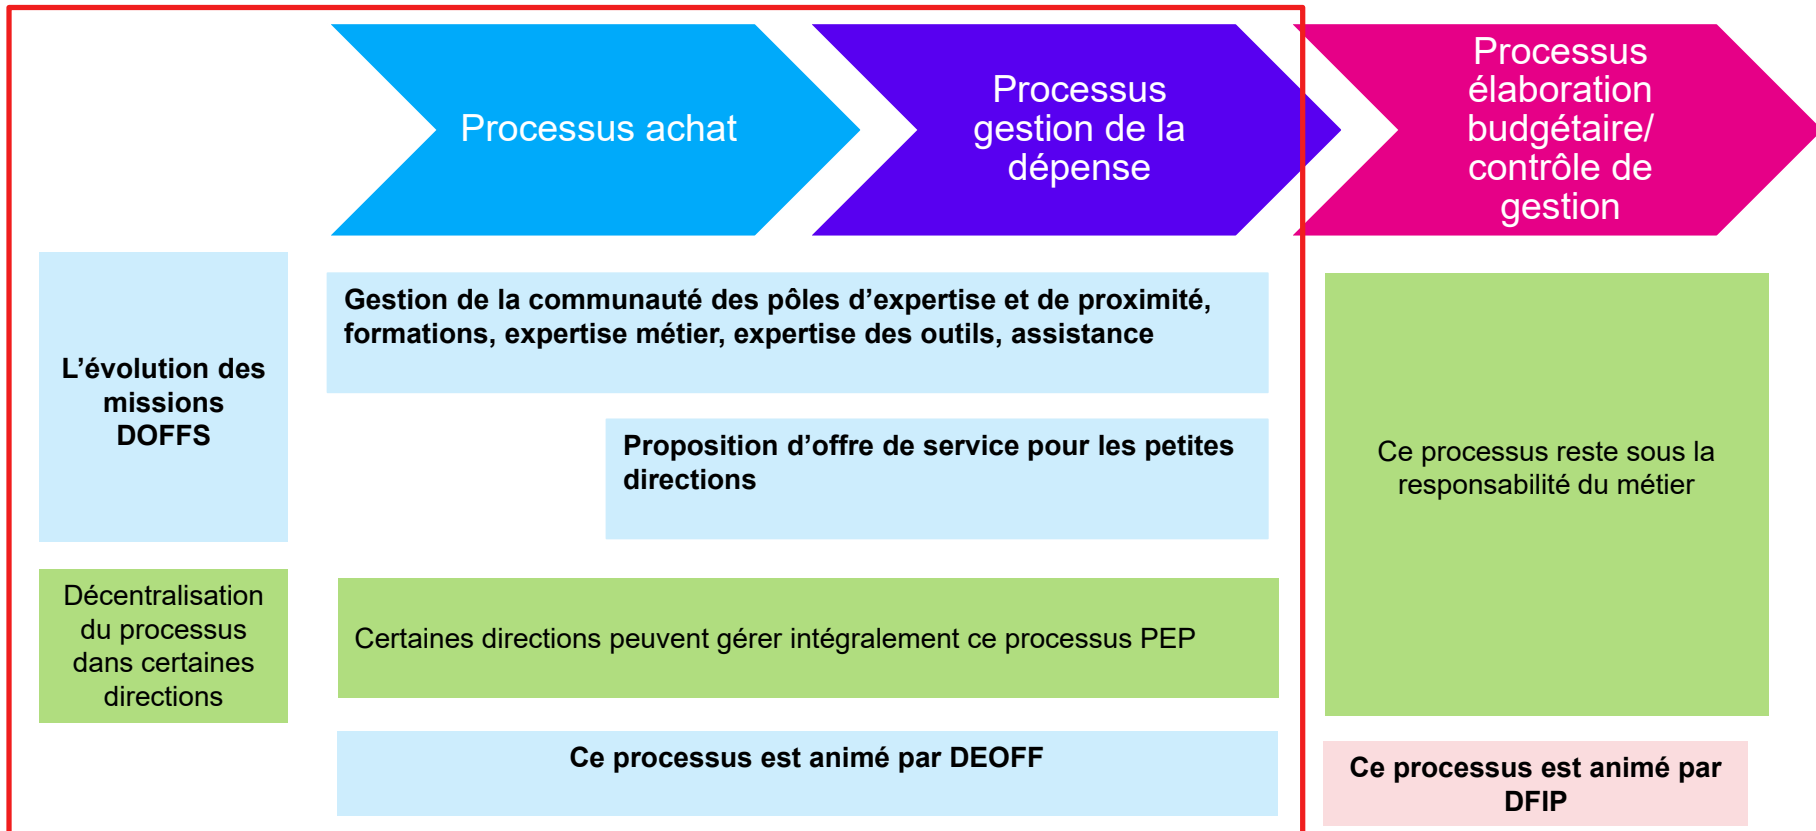 Processus achat
Processus
gestion de la
dépense
Processus
élaboration
budgétaire/
contrôle de
gestion
L’évolution des
missions
DOFFS
Gestion de la communauté des pôles d’expertise et de proximité,
formations, expertise métier, expertise des outils, assistance
Proposition d’offre de service pour les petites
directions
Ce processus reste sous la
responsabilité du métier
Décentralisation
du processus
dans certaines
directions
Certaines directions peuvent gérer intégralement ce processus PEP
Ce processus est animé par DEOFF
Ce processus est animé par
DFIP